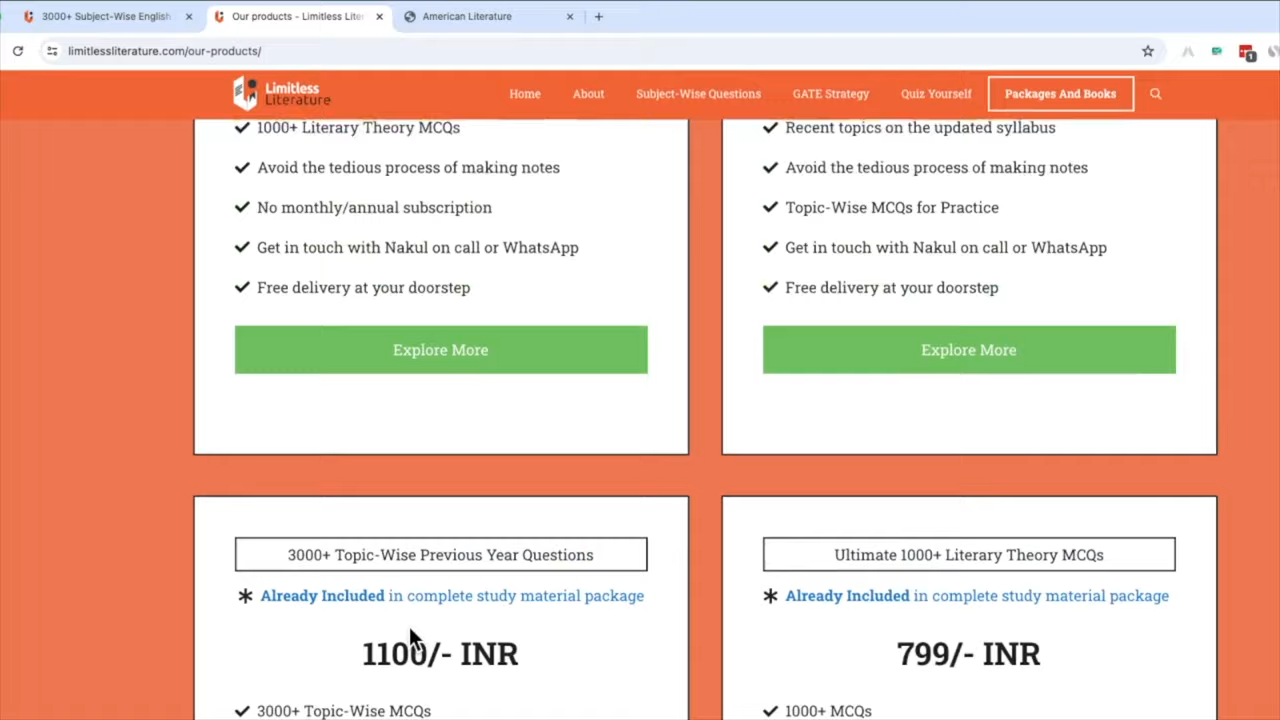 3000+ Subject-Wise English
Our products - Limitless Lite
American Literature
limitlessliterature.com/our-products/
1
Limitless
Literature
Home
About
Subject-Wise Questions
GATE Strategy
Quiz Yourself
Packages And Books
1000+ Literary Theory MCQs
Avoid the tedious process of making notes
No monthly/annual subscription
Get in touch with Nakul on call or WhatsApp
Free delivery at your doorstep
Explore More
Recent topics on the updated syllabus
Avoid the tedious process of making notes
Topic-Wise MCQs for Practice
Get in touch with Nakul on call or WhatsApp
Free delivery at your doorstep
Explore More
3000+ Topic-Wise Previous Year Questions
Already Included in complete study material package
1100/- INR
3000+ Topic-Wise MCQs
Ultimate 1000+ Literary Theory MCQs
Already Included in complete study material package
799/- INR
1000+ MCQs